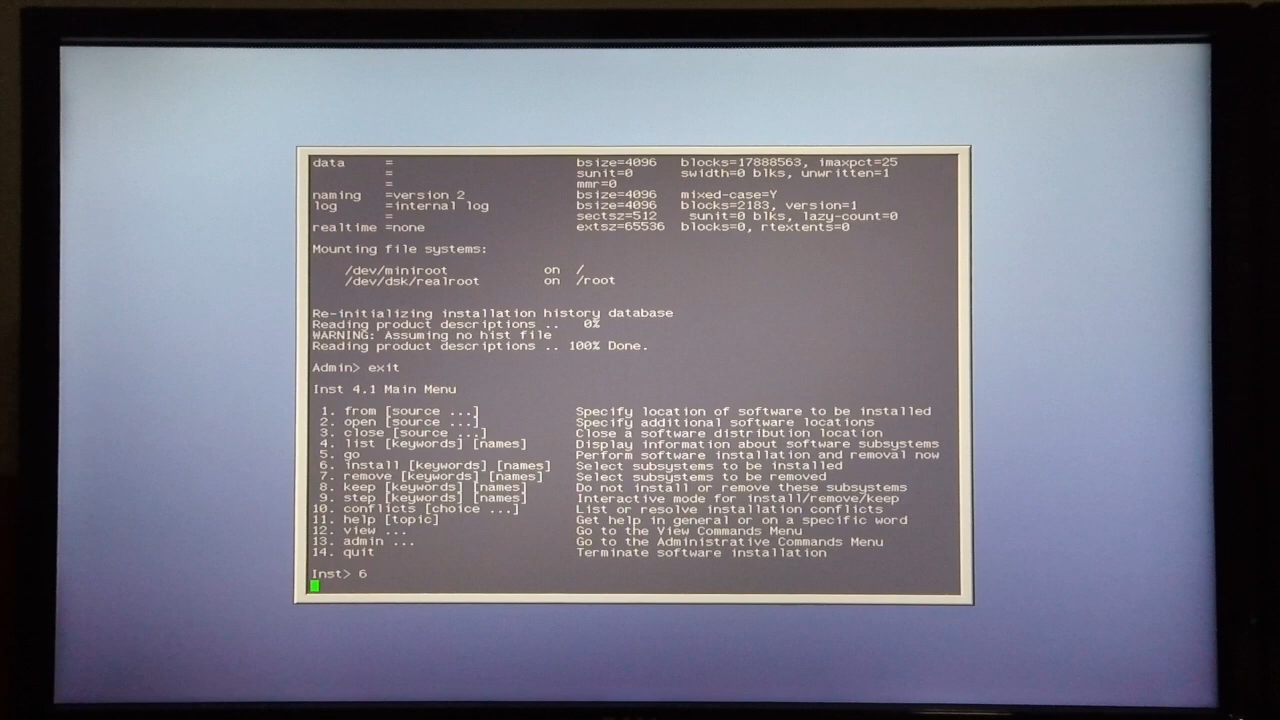 data     =                       bsize=4096   blocks=17888563, imaxpct=25
         =                       sunit=0      swidth=0 blks, unwritten=1
         =                       mmr=0
naming   =version 2              bsize=4096   mixed-case=Y
log      =internal log           bsize=4096   blocks=2183, version=1
         =                       sectsz=512    sunit=0 blks, lazy-count=0
realtime =none                   extsz=65536  blocks=0, rtextents=0
Mounting file systems:
/dev/miniroot            on  /
/dev/dsk/realroot        on  /root
Re-initializing installation history database
Reading product descriptions ..   0%
WARNING: Assuming no hist file
Reading product descriptions .. 100% Done.
Admin> exit
Inst 4.1 Main Menu
1. from [source ...]             Specify location of software to be installed
2. open [source ...]             Specify additional software locations
3. close [source ...]            Close a software distribution location
4. list [keywords] [names]       Display information about software subsystems
5. go                            Perform software installation and removal now
6. install [keywords] [names]    Select subsystems to be installed
7. remove [keywords] [names]     Select subsystems to be removed
8. keep [keywords] [names]       Do not install or remove these subsystems
9. step [keywords] [names]       Interactive mode for install/remove/keep
10. conflicts [choice ...]       List or resolve installation conflicts
11. help [topic]                 Get help in general or on a specific word
12. view ...                     Go to the View Commands Menu
13. admin ...                    Go to the Administrative Commands Menu
14. quit                         Terminate software installation
Inst> 6